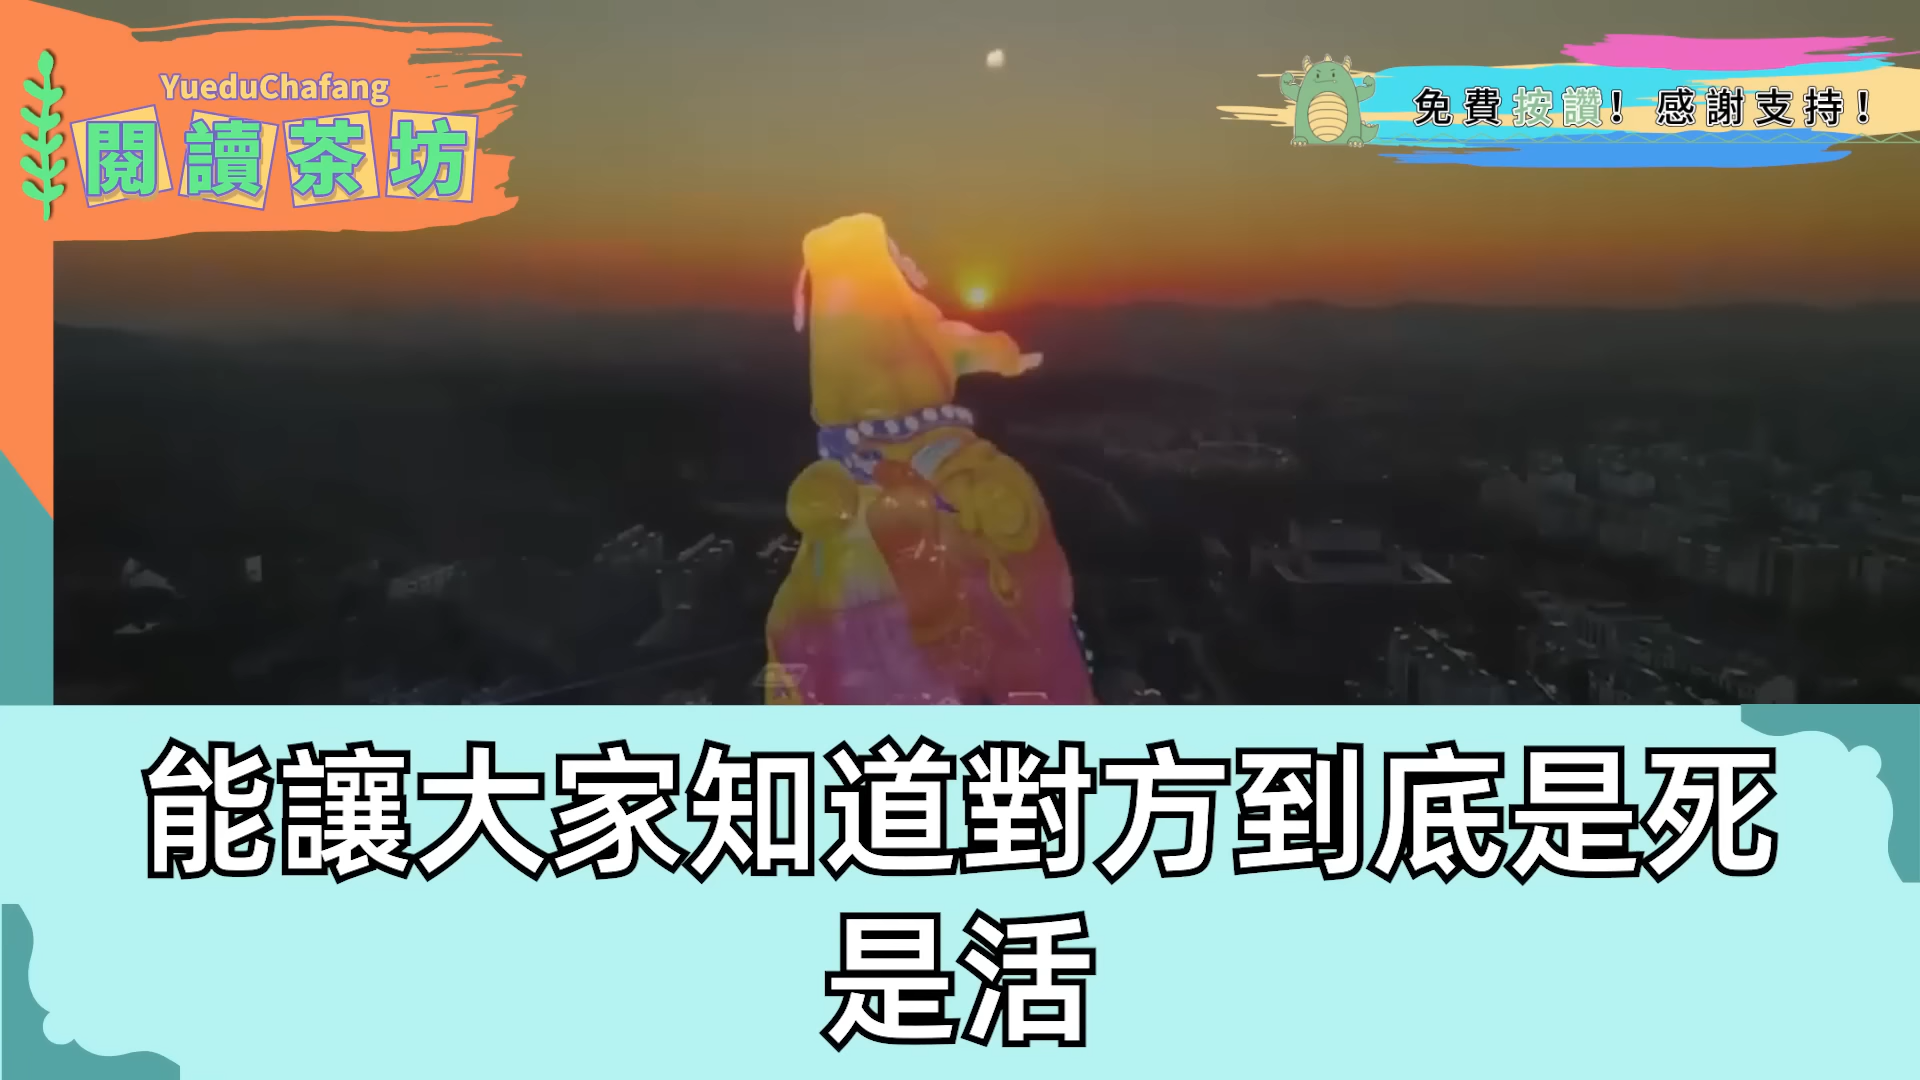 YueduChafang
閱讀茶坊
免費按讚!感謝支持!
能讓大家知道對方到底是死
是活